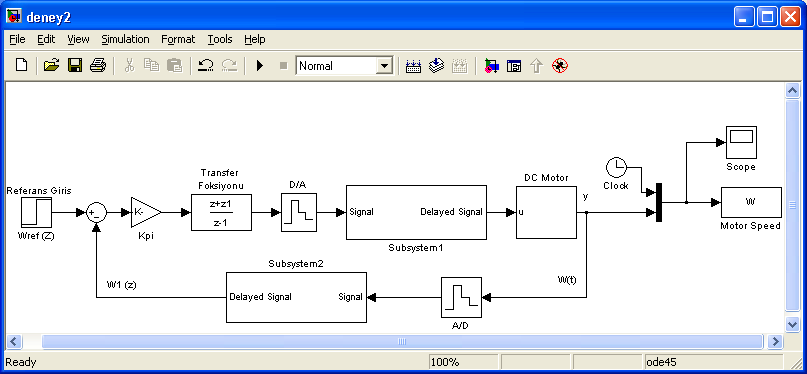 deney2
File Edit View Simulation Format Tools Help
Normal
Referans Giris
Wref (Z)
+
-
K-
Kpi
Transfer
Foksiyonu
z+z1
z-1
D/A
Signal
Delayed Signal
Subsystem1
DC Motor
u
y
Clock
Scope
W
Motor Speed
W1 (z)
Subsystem2
Delayed Signal
Signal
A/D
W(t)
Ready
100%
ode45